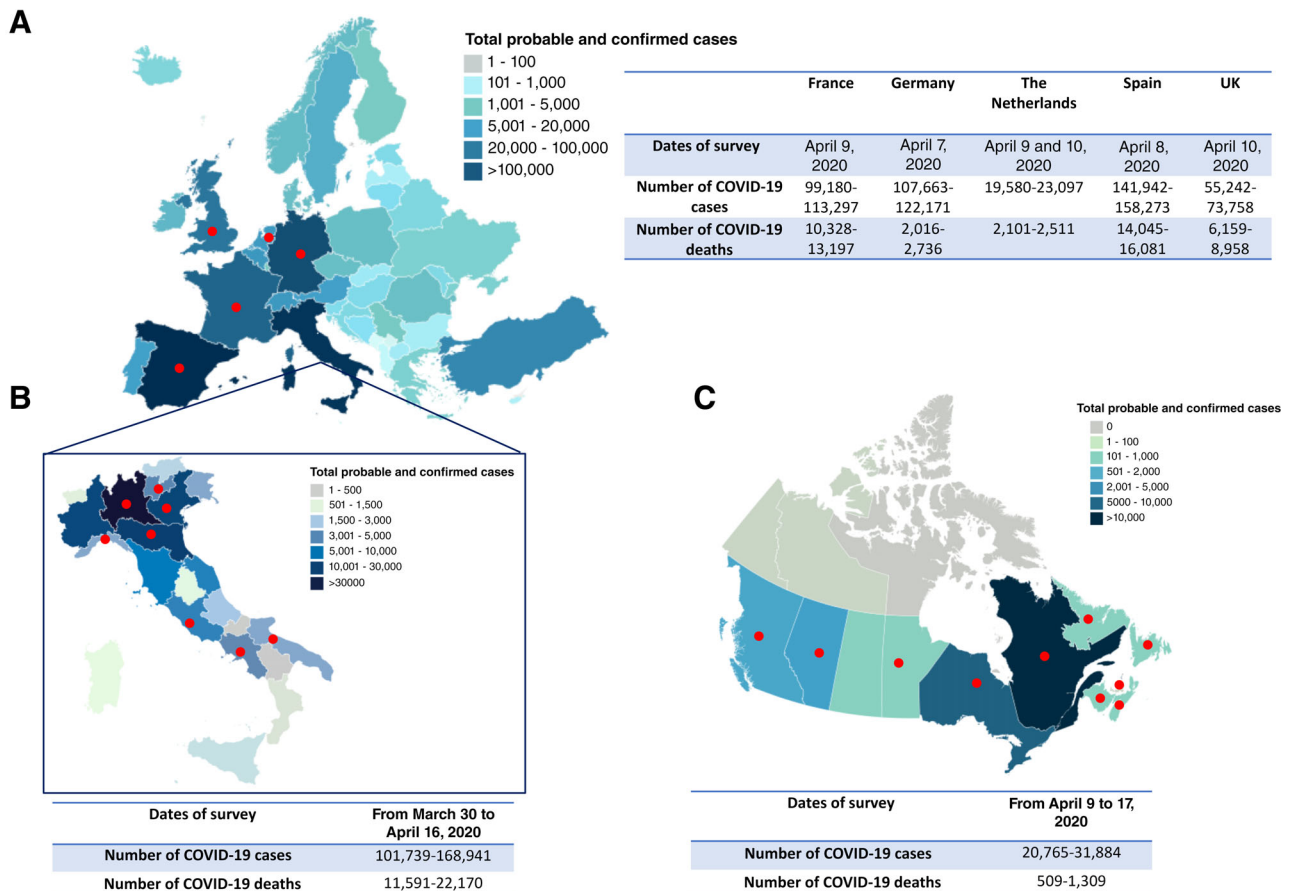 A
Total probable and confirmed cases
1 - 100
101 - 1,000
1,001 - 5,000
5,001 - 20,000
20,000 - 100,000
>100,000
France Germany The Spain UK
Netherlands
Dates of survey April 9, April 7, April 9 and 10, April 8, April 10,
2020 2020 2020 2020 2020
Number of COVID-19 99,180- 107,663- 19,580-23,097 141,942- 55,242-
cases 113,297 122,171 158,273 73,758
Number of COVID-19 10,328- 2,016- 2,101-2,511 14,045- 6,159-
deaths 13,197 2,736 16,081 8,958
B
Total probable and confirmed cases
1 - 500
501 - 1,500
1,500 - 3,000
3,001 - 5,000
5,001 - 10,000
10,001 - 30,000
>30000
Dates of survey From March 30 to
April 16, 2020
Number of COVID-19 cases 101,739-168,941
Number of COVID-19 deaths 11,591-22,170
C
Total probable and confirmed cases
0
1 - 100
101 - 1,000
501 - 2,000
2,001 - 5,000
5000 - 10,000
>10,000
Dates of survey From April 9 to 17,
2020
Number of COVID-19 cases 20,765-31,884
Number of COVID-19 deaths 509-1,309